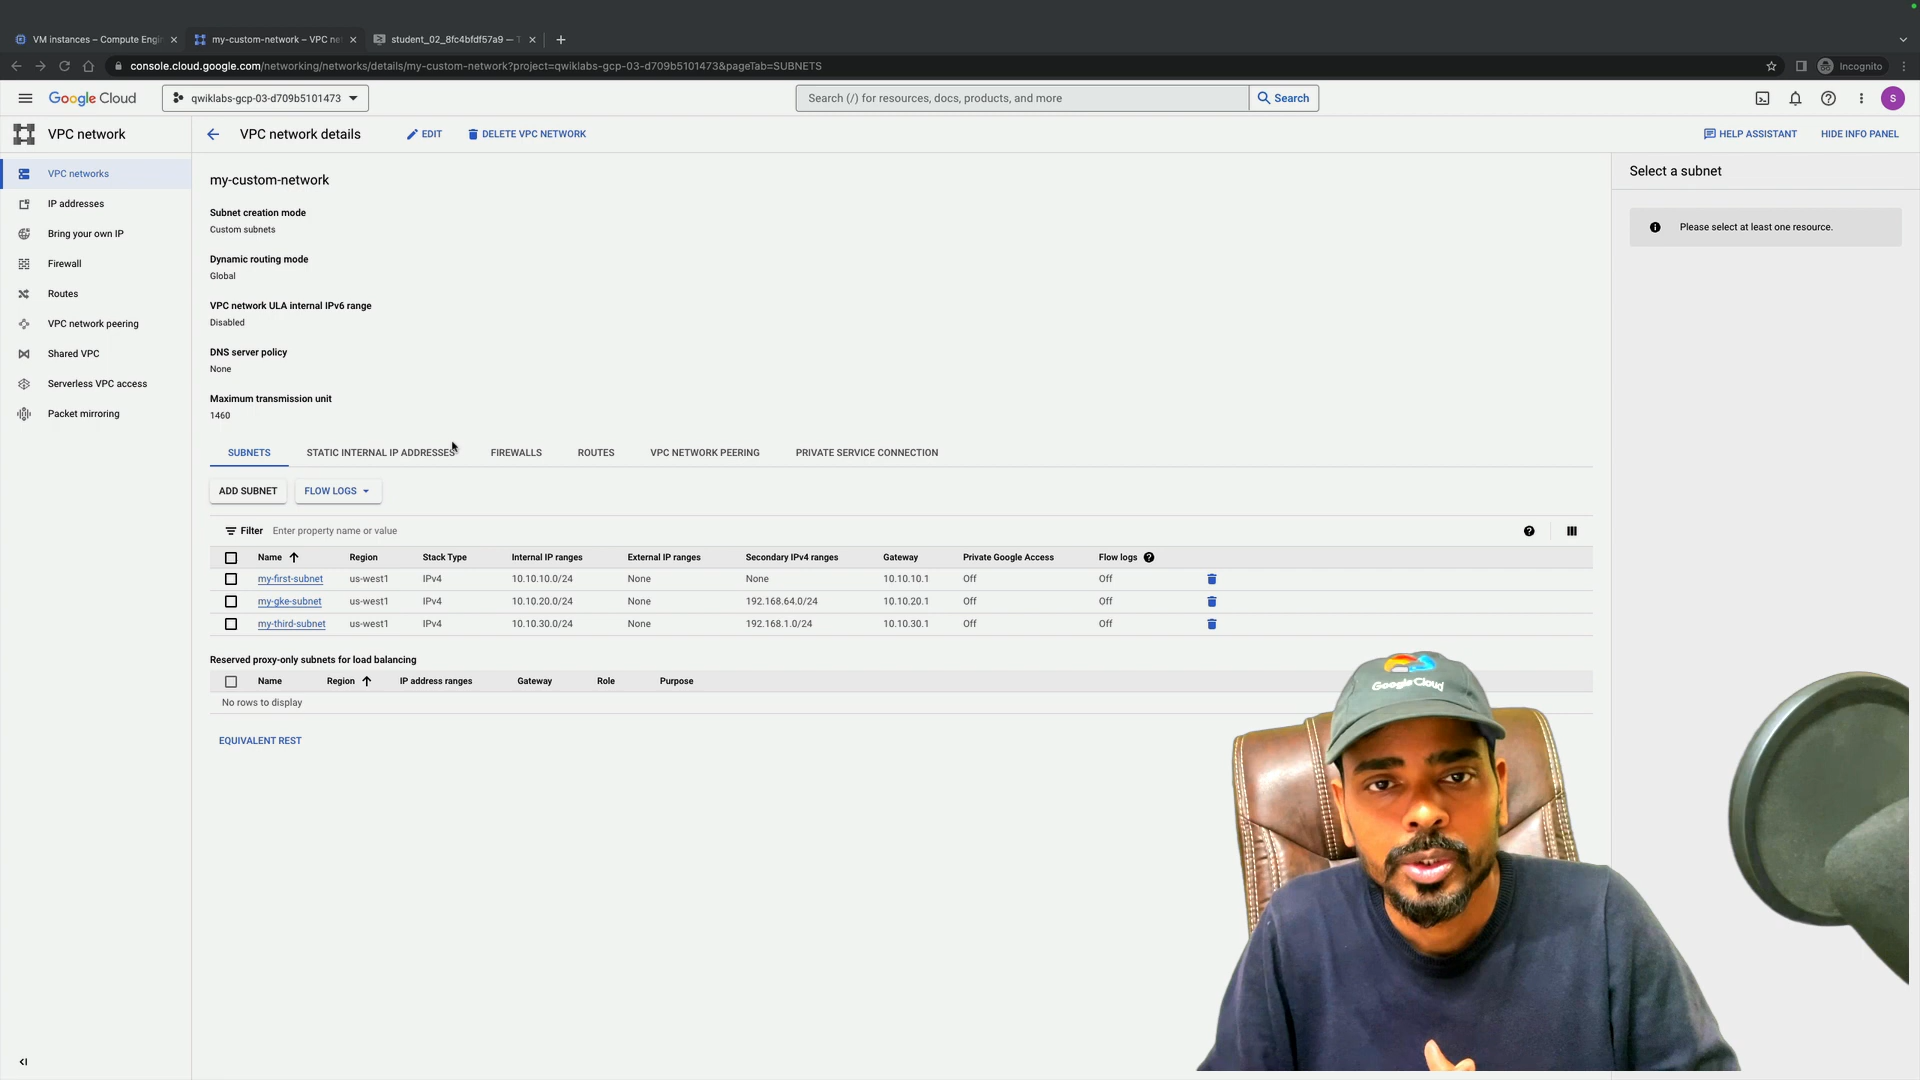 VM instances – Compute Engi
my-custom-network – VPC ne
student_02_8fc4bfdf57a9 —
console.cloud.google.com/networking/networks/details/my-custom-network?project=qwiklabs-gcp-03-d709b5101473&pageTab=SUBNETS
Incognito
Google Cloud
qwiklabs-gcp-03-d709b5101473
Search (/) for resources, docs, products, and more
Search
S
VPC network
VPC network details
EDIT
DELETE VPC NETWORK
HELP ASSISTANT
HIDE INFO PANEL
VPC networks
IP addresses
Bring your own IP
Firewall
Routes
VPC network peering
Shared VPC
Serverless VPC access
Packet mirroring
my-custom-network
Subnet creation mode
Custom subnets
Dynamic routing mode
Global
VPC network ULA internal IPv6 range
Disabled
DNS server policy
None
Maximum transmission unit
1460
SUBNETS STATIC INTERNAL IP ADDRESSES FIREWALLS ROUTES VPC NETWORK PEERING PRIVATE SERVICE CONNECTION
ADD SUBNET FLOW LOGS
Filter Enter property name or value
Name Region Stack Type Internal IP ranges External IP ranges Secondary IPv4 ranges Gateway Private Google Access Flow logs
my-first-subnet us-west1 IPv4 10.10.10.0/24 None None 10.10.10.1 Off Off
my-gke-subnet us-west1 IPv4 10.10.20.0/24 None 192.168.64.0/24 10.10.20.1 Off Off
my-third-subnet us-west1 IPv4 10.10.30.0/24 None 192.168.1.0/24 10.10.30.1 Off Off
Reserved proxy-only subnets for load balancing
Name Region IP address ranges Gateway Role Purpose
No rows to display
EQUIVALENT REST
Select a subnet
Please select at least one resource.
Google Cloud